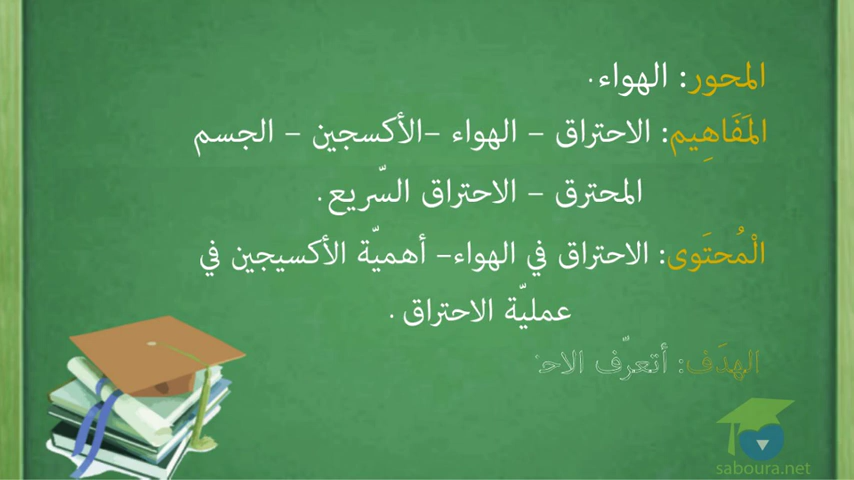 المحور: الهواء.
المَفَاهِيم: الاحتراق – الهواء –الأكسجين – الجسم
المحترق – الاحتراق السّريع.
الْمُحتَوى: الاحتراق في الهواء– أهميّة الأكسيجين في
عمليّة الاحتراق .
الهدَف: أتعرّف
saboura.net